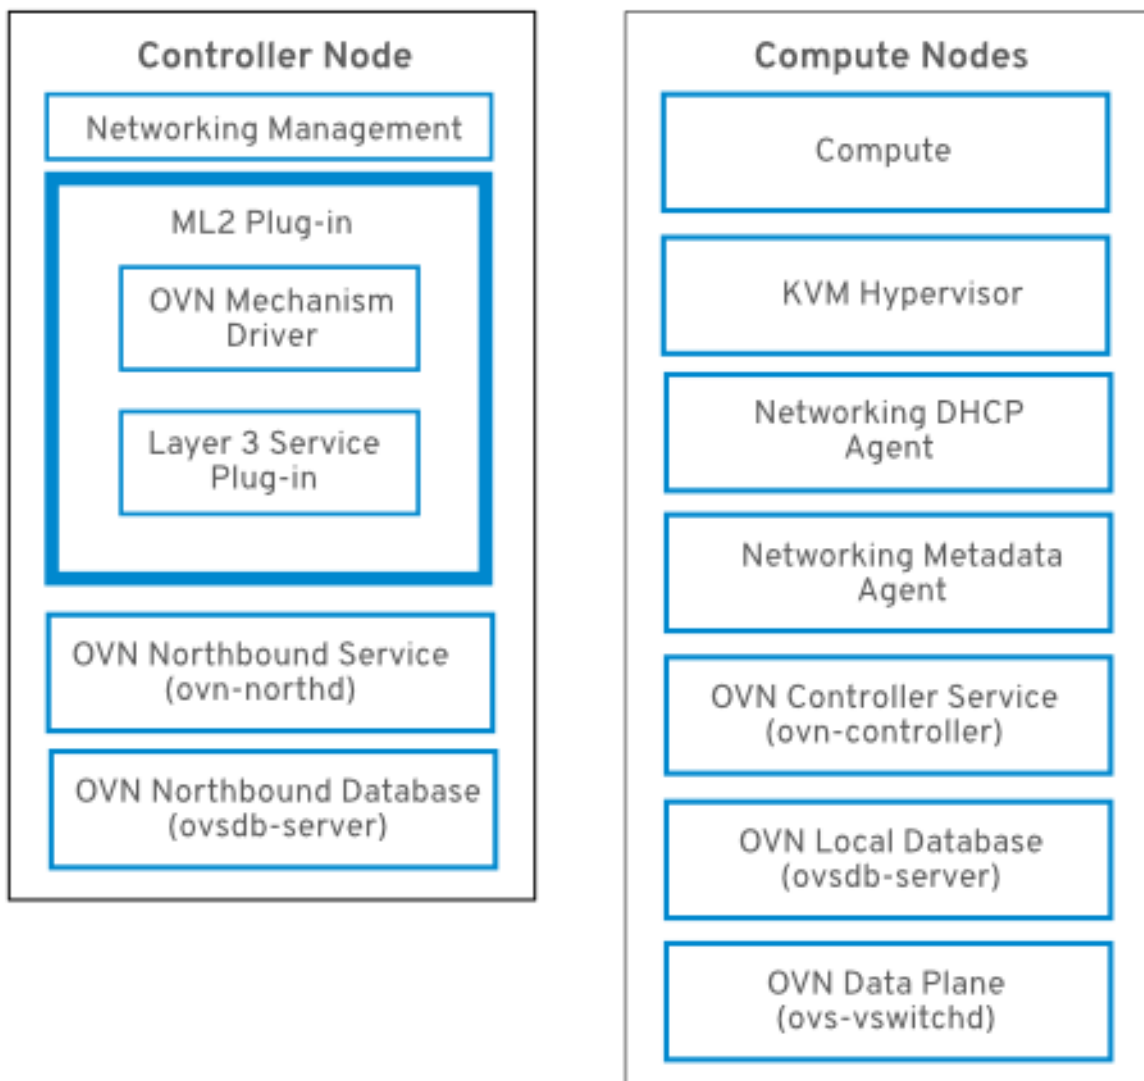 Controller Node
Networking Management
ML2 Plug-in
OVN Mechanism
Driver
Layer 3 Service
Plug-in
OVN Northbound Service
(ovn-northd)
OVN Northbound Database
(ovsdb-server)
Compute Nodes
Compute
KVM Hypervisor
Networking DHCP
Agent
Networking Metadata
Agent
OVN Controller Service
(ovn-controller)
OVN Local Database
(ovsdb-server)
OVN Data Plane
(ovs-vswitchd)